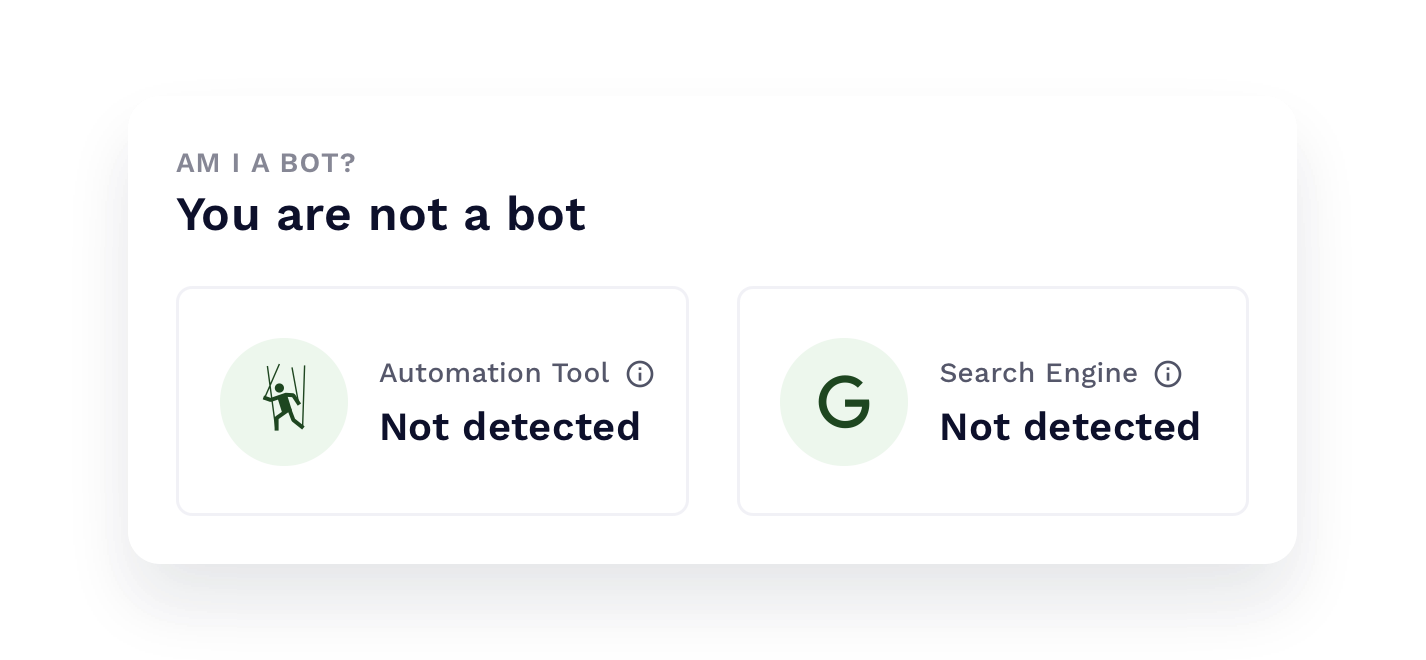 AM I A BOT?
You are not a bot
Automation Tool
Not detected
G
Search Engine
Not detected